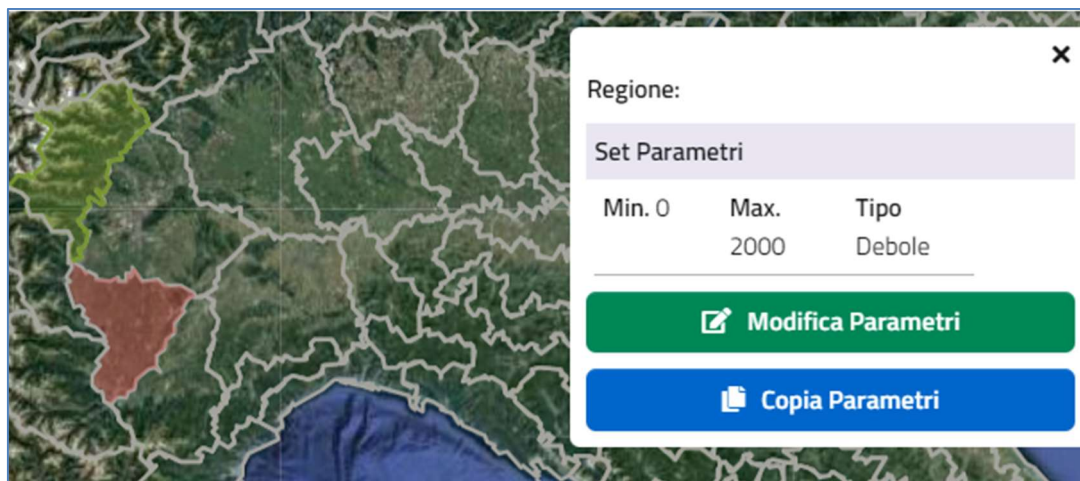 Regione:
Set Parametri
Min. 0 Max. Tipo
2000 Debole
Modifica Parametri
Copia Parametri